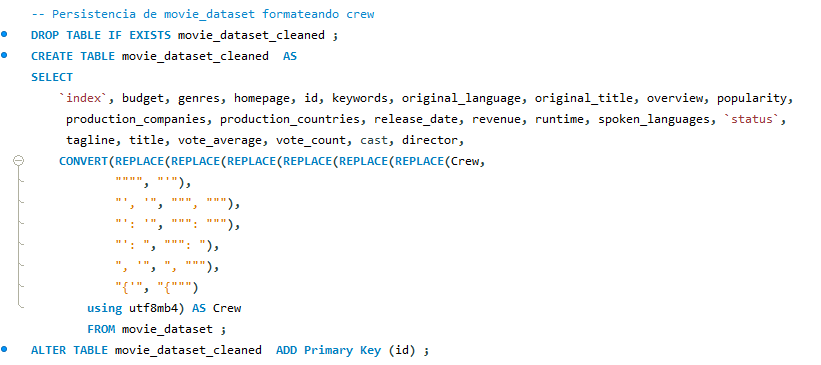 -- Persistencia de movie_dataset formateando crew
DROP TABLE IF EXISTS movie_dataset_cleaned ;
CREATE TABLE movie_dataset_cleaned  AS
SELECT
`index`, budget, genres, homepage, id, keywords, original_language, original_title, overview, popularity,
production_companies, production_countries, release_date, revenue, runtime, spoken_languages, `status`,
tagline, title, vote_average, vote_count, cast, director,
CONVERT(REPLACE(REPLACE(REPLACE(REPLACE(REPLACE(REPLACE(Crew,
"""", "'"),
"', '", """, """),
"': '", """: """),
"': ", """: "),
", '", ", """),
"{'", "{""")
using utf8mb4) AS Crew
FROM movie_dataset ;
ALTER TABLE movie_dataset_cleaned  ADD Primary Key (id) ;